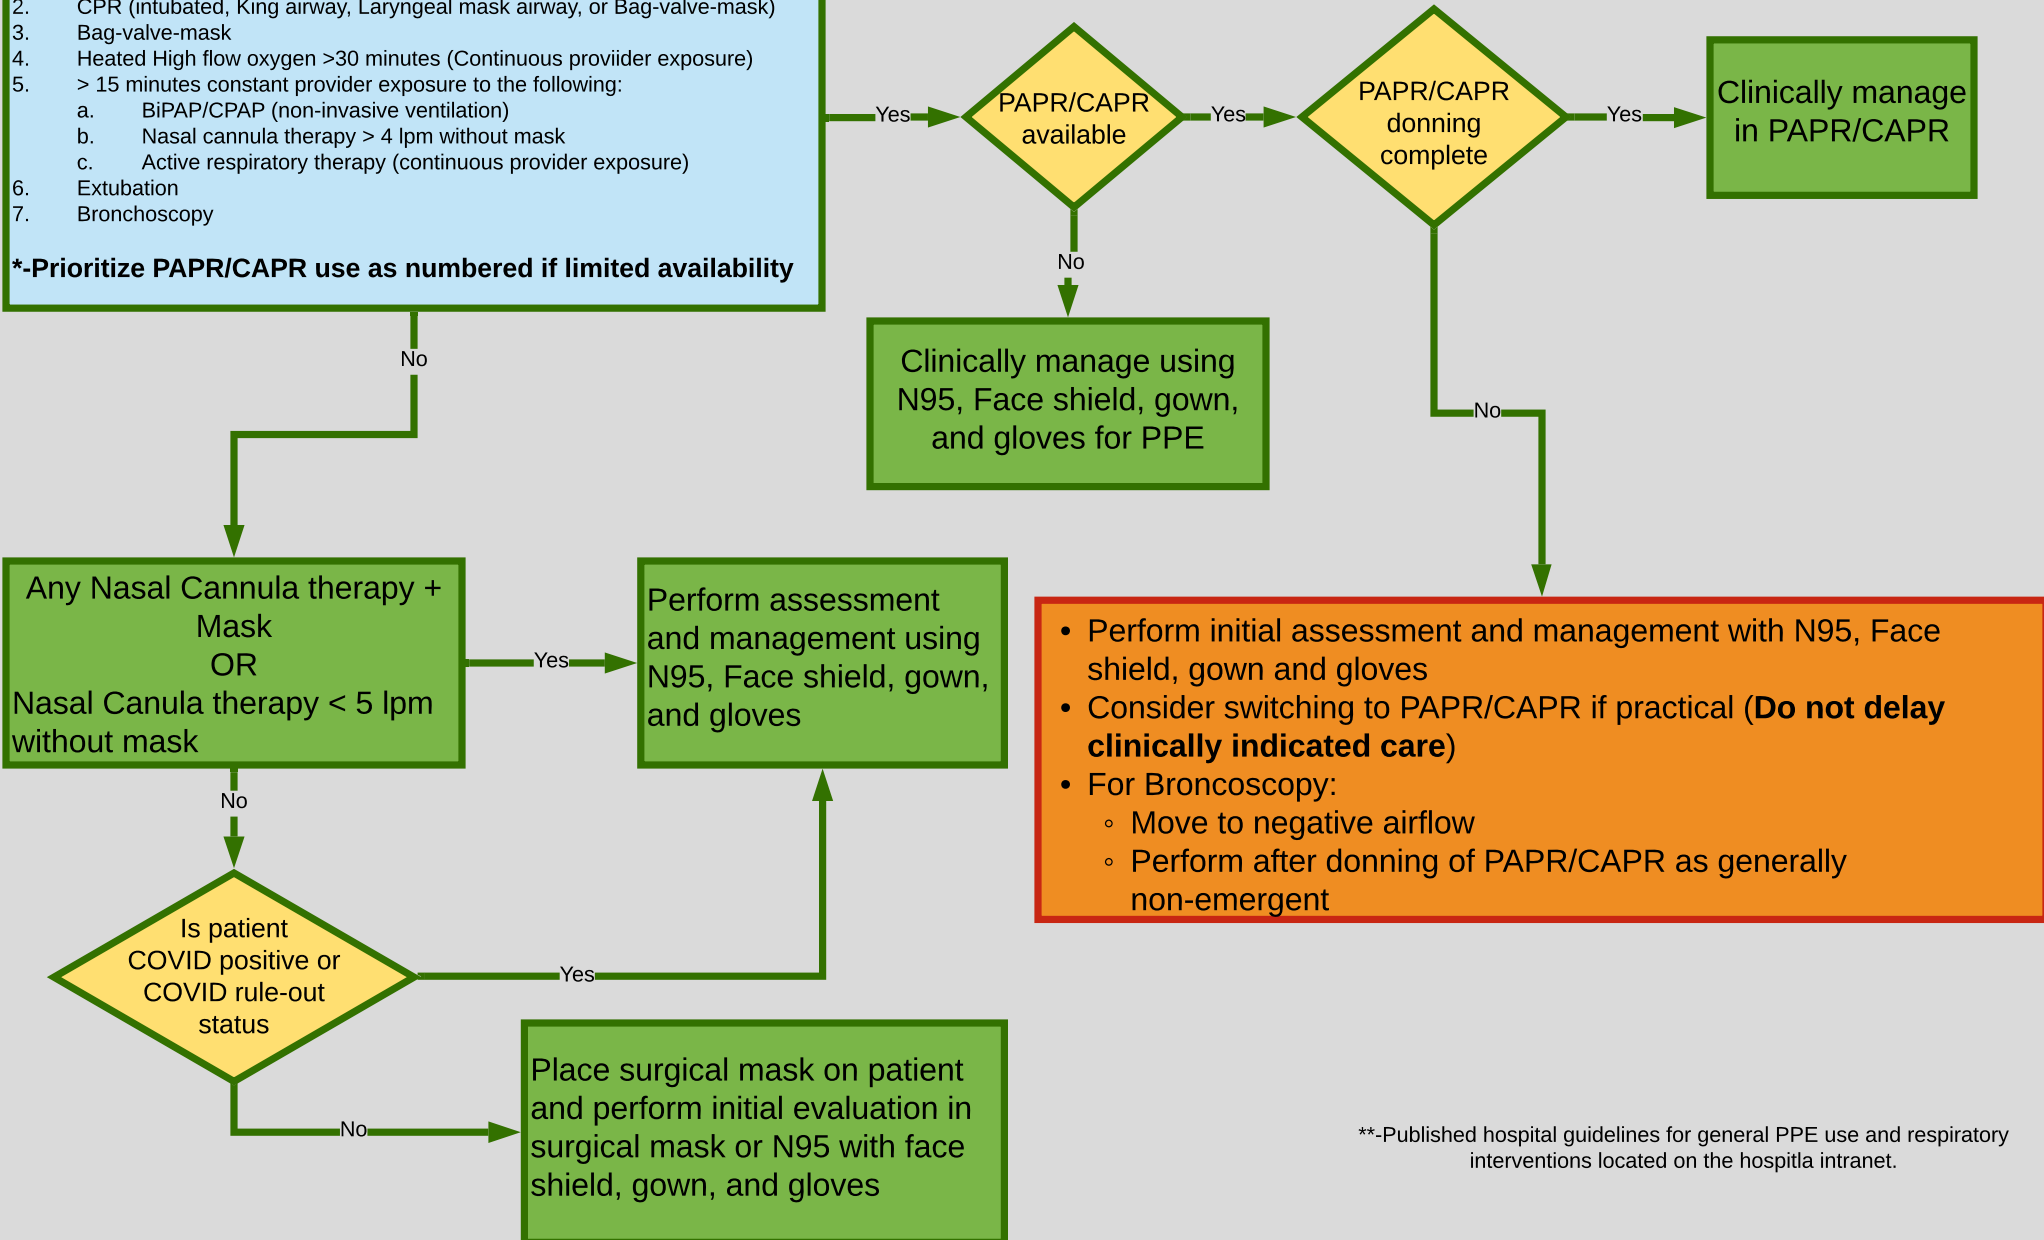 2. CPR (intubated, King airway, Laryngeal mask airway, or Bag-valve-mask)
3. Bag-valve-mask
4. Heated High flow oxygen >30 minutes (Continuous proviider exposure)
5. > 15 minutes constant provider exposure to the following:
a. BiPAP/CPAP (non-invasive ventilation)
b. Nasal cannula therapy > 4 lpm without mask
c. Active respiratory therapy (continuous provider exposure)
6. Extubation
7. Bronchoscopy
*-Prioritize PAPR/CAPR use as numbered if limited availability
Yes
PAPR/CAPR
available
Yes
PAPR/CAPR
donning
complete
Yes
Clinically manage
in PAPR/CAPR
No
Clinically manage using
N95, Face shield, gown,
and gloves for PPE
No
No
Any Nasal Cannula therapy +
Mask
OR
Nasal Canula therapy < 5 lpm
without mask
Yes
Perform assessment
and management using
N95, Face shield, gown,
and gloves
• Perform initial assessment and management with N95, Face
shield, gown and gloves
• Consider switching to PAPR/CAPR if practical (Do not delay
clinically indicated care)
• For Broncoscopy:
◦ Move to negative airflow
◦ Perform after donning of PAPR/CAPR as generally
non-emergent
No
Is patient
COVID positive or
COVID rule-out
status
Yes
No
Place surgical mask on patient
and perform initial evaluation in
surgical mask or N95 with face
shield, gown, and gloves
**-Published hospital guidelines for general PPE use and respiratory
interventions located on the hospitla intranet.